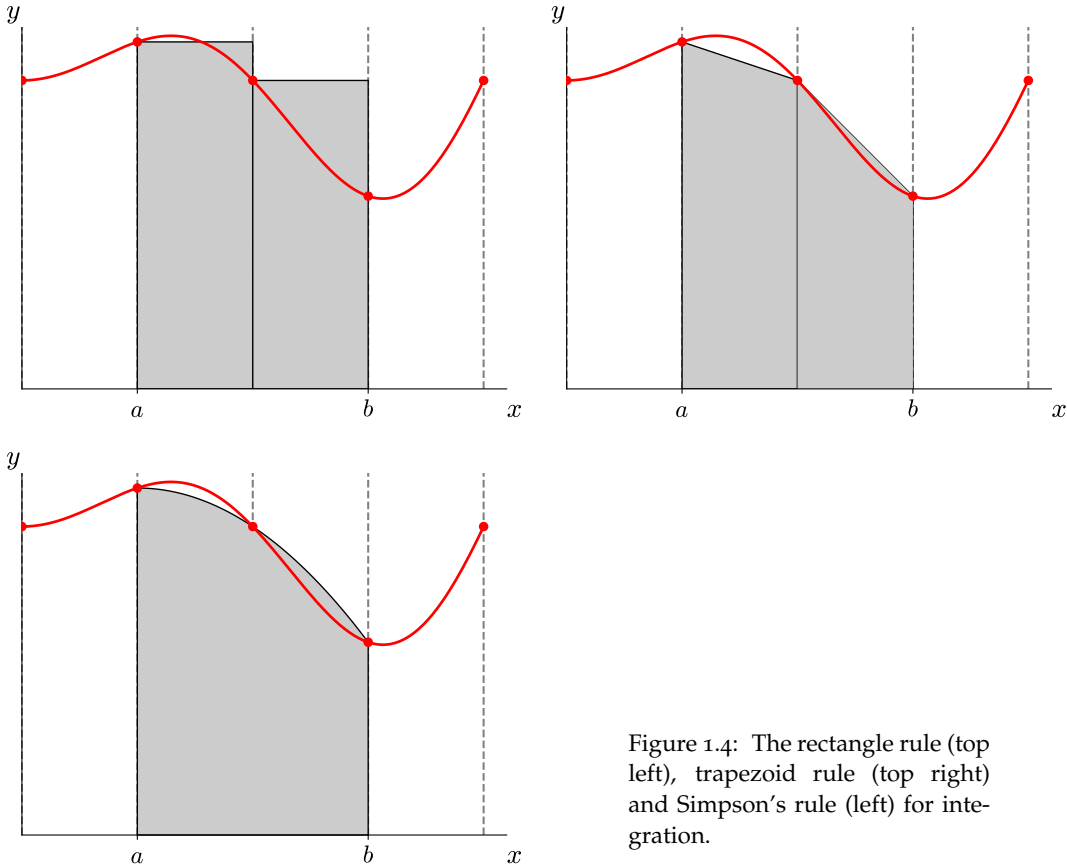 y
a
b
x
y
a
b
x
y
a
b
x
Figure 1.4: The rectangle rule (top
left), trapezoid rule (top right)
and Simpson's rule (left) for inte-
gration.